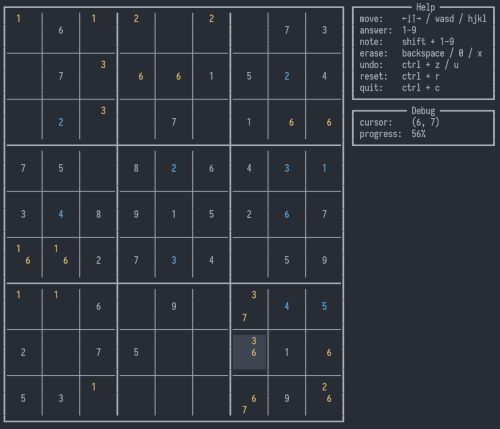 1 1 2 2
6 7 3
3
7 6 6 1 5 2 4
3
2 7 1 6 6
7 5 8 2 6 4 3 1
3 4 8 9 1 5 2 6 7
1 1
6 6 2 7 3 4 5 9
1 1 3
6 9 4 5
7
3
2 7 5 6 1 6
1 2
5 3 6 9 6
7
Help
move: ←↓↑→ / wasd / hjkl
answer: 1-9
note: shift + 1-9
erase: backspace / 0 / x
undo: ctrl + z / u
reset: ctrl + r
quit: ctrl + c
Debug
cursor: (6, 7)
progress: 56%